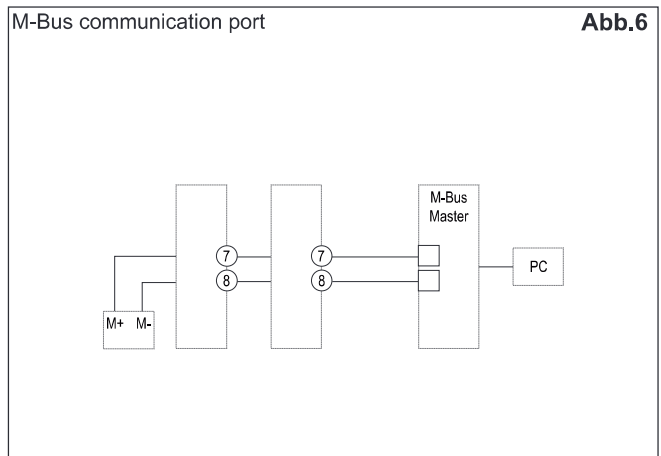 M-Bus communication port Abb.6
M-Bus
Master
7 7
8 8
PC
M+ M-